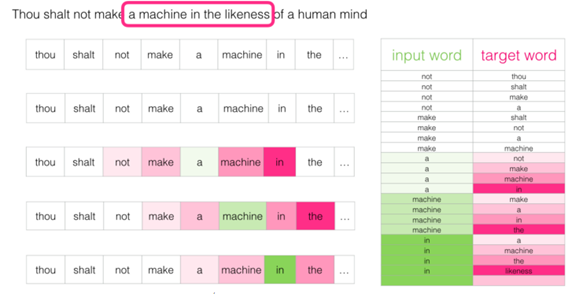 Thou shalt not make a machine in the likeness of a human mind
thou shalt not make a machine in the ...
thou shalt not make a machine in the ...
thou shalt not make a machine in the ...
thou shalt not make a machine in the ...
thou shalt not make a machine in the ...
input word target word
not thou
not shalt
not make
not a
make shalt
make not
make a
make machine
a not
a make
a machine
a in
machine make
machine a
machine in
machine the
in a
in machine
in the
in likeness